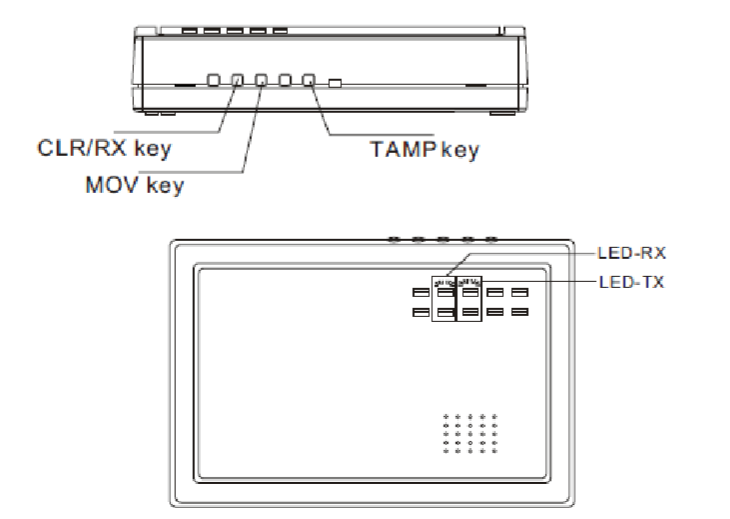 CLR/RX key
TAMP key
MOV key
LED-RX
LED-TX